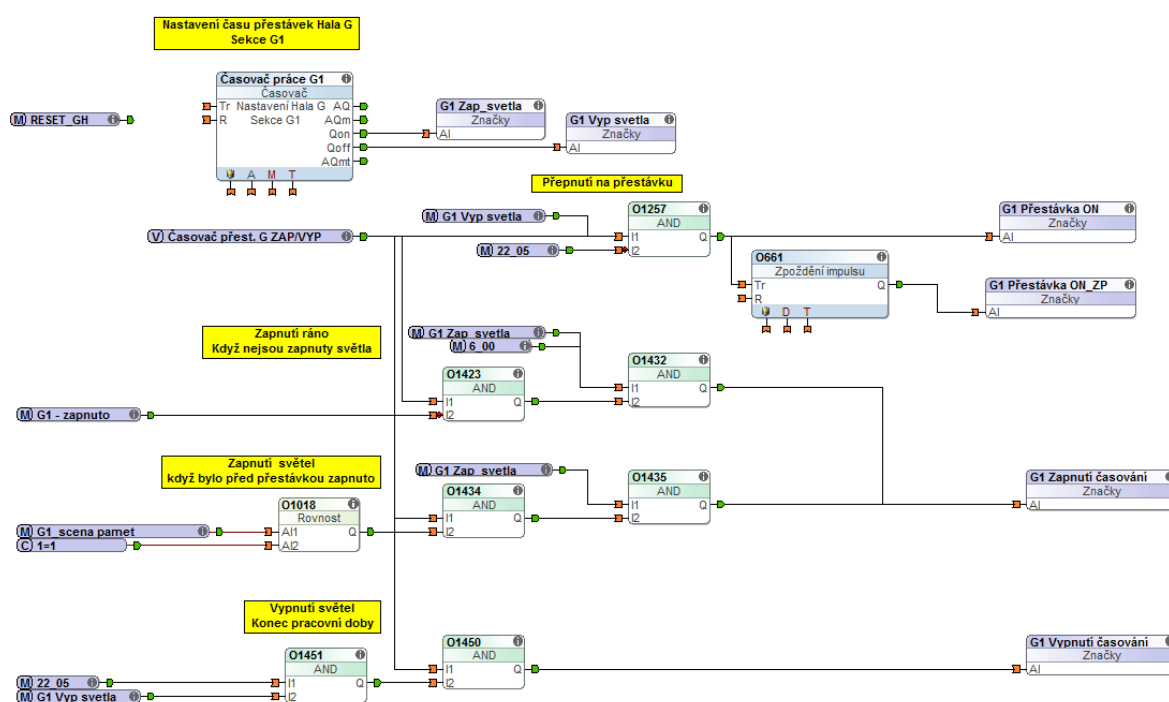 Nastavení času přestávek Hala G
Sekce G1
Časovač práce G1
Časovač
Tr Nastavení Hala G AQ
R Sekce G1 AQm
Qon
Qoff
AQmt
A M T
M RESET_GH
G1 Zap_svetla
Značky
AI
G1 Vyp svetla
Značky
AI
Přepnutí na přestávku
M G1 Vyp svetla
V Časovač přest. G ZAP/VYP
M 22_05
O1257
AND
I1 Q
I2
G1 Přestávka ON
Značky
AI
O661
Zpoždění impulsu
Tr Q
R
D T
G1 Přestávka ON_ZP
Značky
AI
Zapnutí ráno
Když nejsou zapnuty světla
M G1 Zap_svetla
M 6_00
O1423
AND
I1 Q
I2
O1432
AND
I1 Q
I2
M G1 - zapnuto
Zapnutí světel
když bylo před přestávkou zapnuto
M G1 Zap_svetla
O1018
Rovnost
AI1 Q
AI2
O1434
AND
I1 Q
I2
O1435
AND
I1 Q
I2
G1 Zapnutí časování
Značky
AI
M G1_scena pamet
C 1=1
Vypnutí světel
Konec pracovní doby
O1451
AND
I1 Q
I2
O1450
AND
I1 Q
I2
G1 Vypnutí časování
Značky
AI
M 22_05
M G1 Vyp svetla